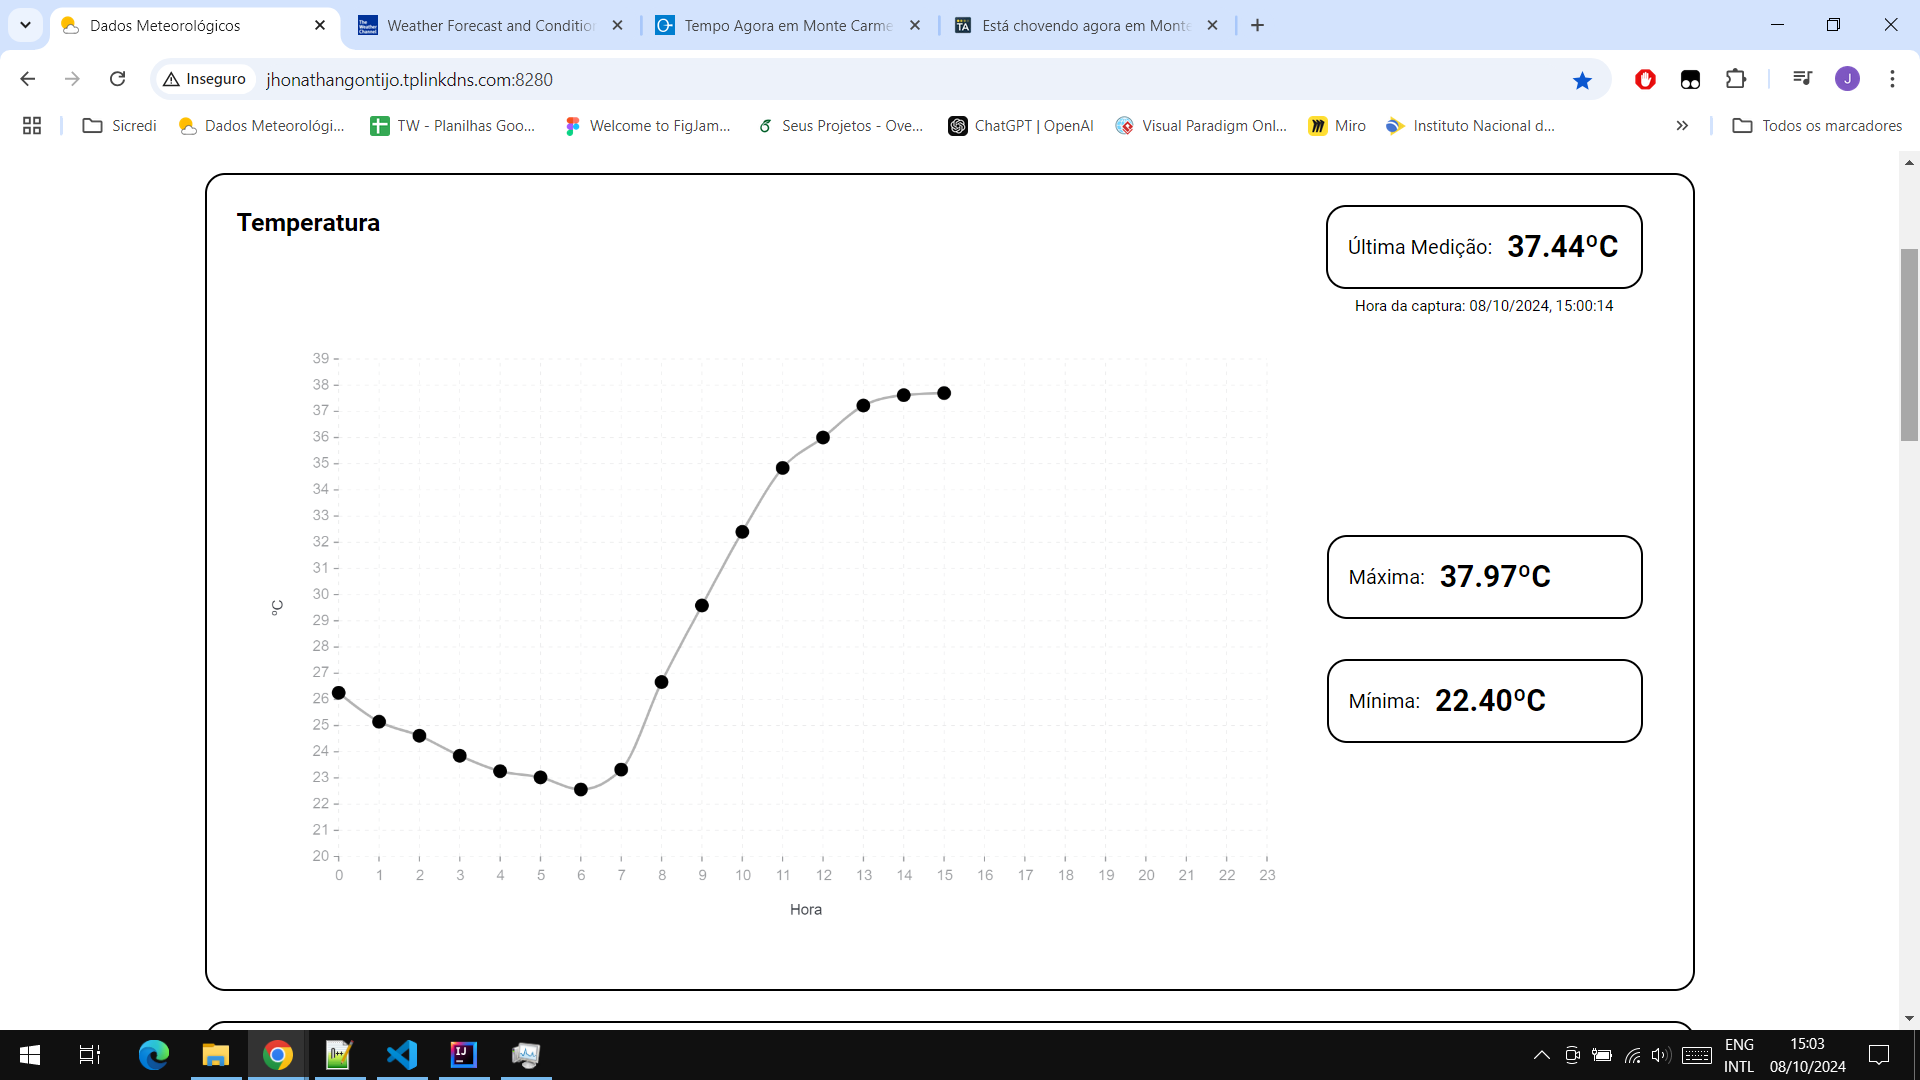 Dados Meteorológicos
Weather Forecast and Condition
Tempo Agora em Monte Carme
Está chovendo agora em Monte
Inseguro
jhonathangontijo.tplinkdns.com:8280
J
Sicredi
Dados Meteorológi...
TW - Planilhas Goo...
Welcome to FigJam...
Seus Projetos - Ove...
ChatGPT | OpenAI
Visual Paradigm Onl...
Miro
Instituto Nacional d...
Todos os marcadores
Temperatura
Última Medição: 37.44ºC
Hora da captura: 08/10/2024, 15:00:14
39
38
37
36
35
34
33
32
31
30
29
28
27
26
25
24
23
22
21
20
ºC
0 1 2 3 4 5 6 7 8 9 10 11 12 13 14 15 16 17 18 19 20 21 22 23
Hora
Máxima: 37.97ºC
Mínima: 22.40ºC
ENG
INTL
15:03
08/10/2024